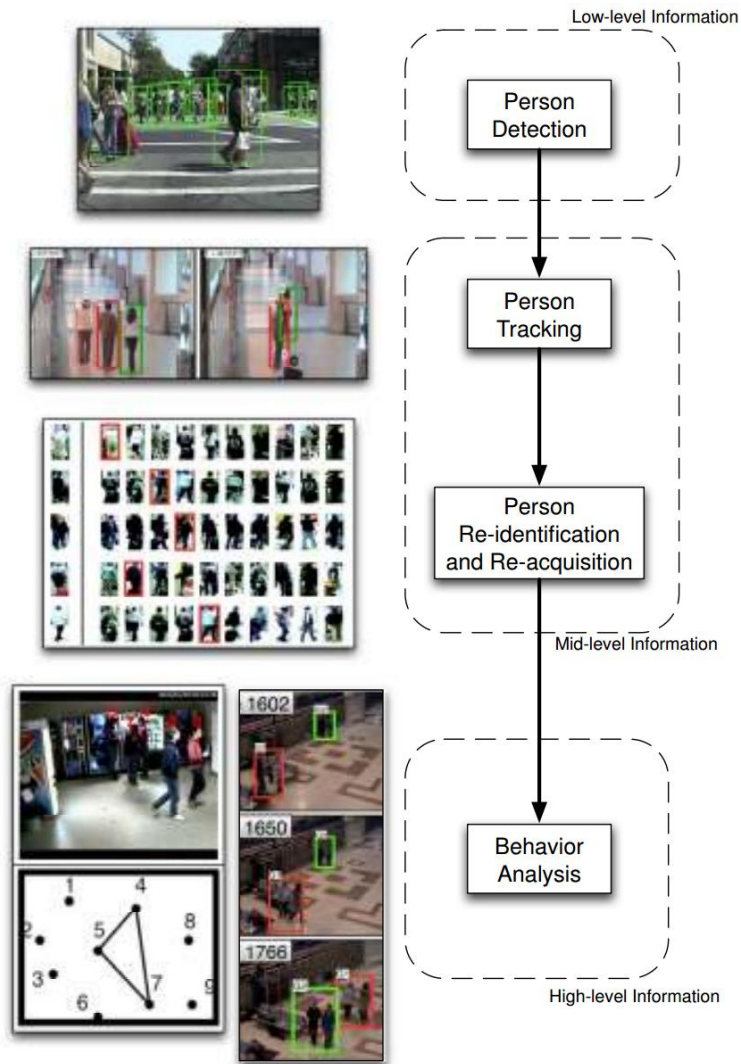 Low-level Information
Person
Detection
Person
Tracking
Person
Re-identification
and Re-acquisition
Mid-level Information
1602
1650
1766
Behavior
Analysis
1
4
2
5
8
3
7
6
9
High-level Information